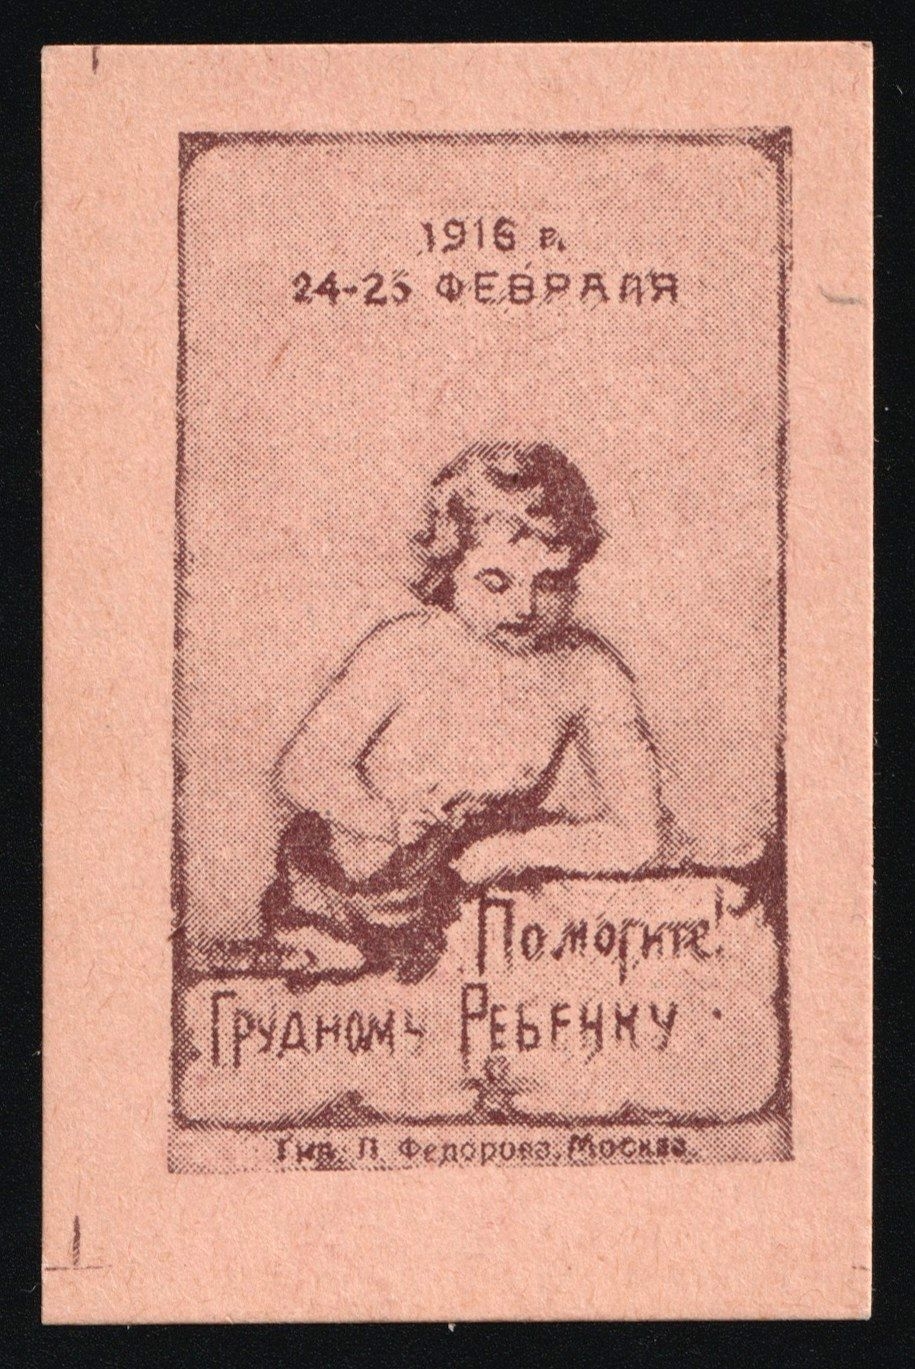 1916 г.
24-25 ФЕВРАЛЯ
Помогите!
ГРУДНОМУ РЕБЕНКУ
Тип. П. Федорова, Москва